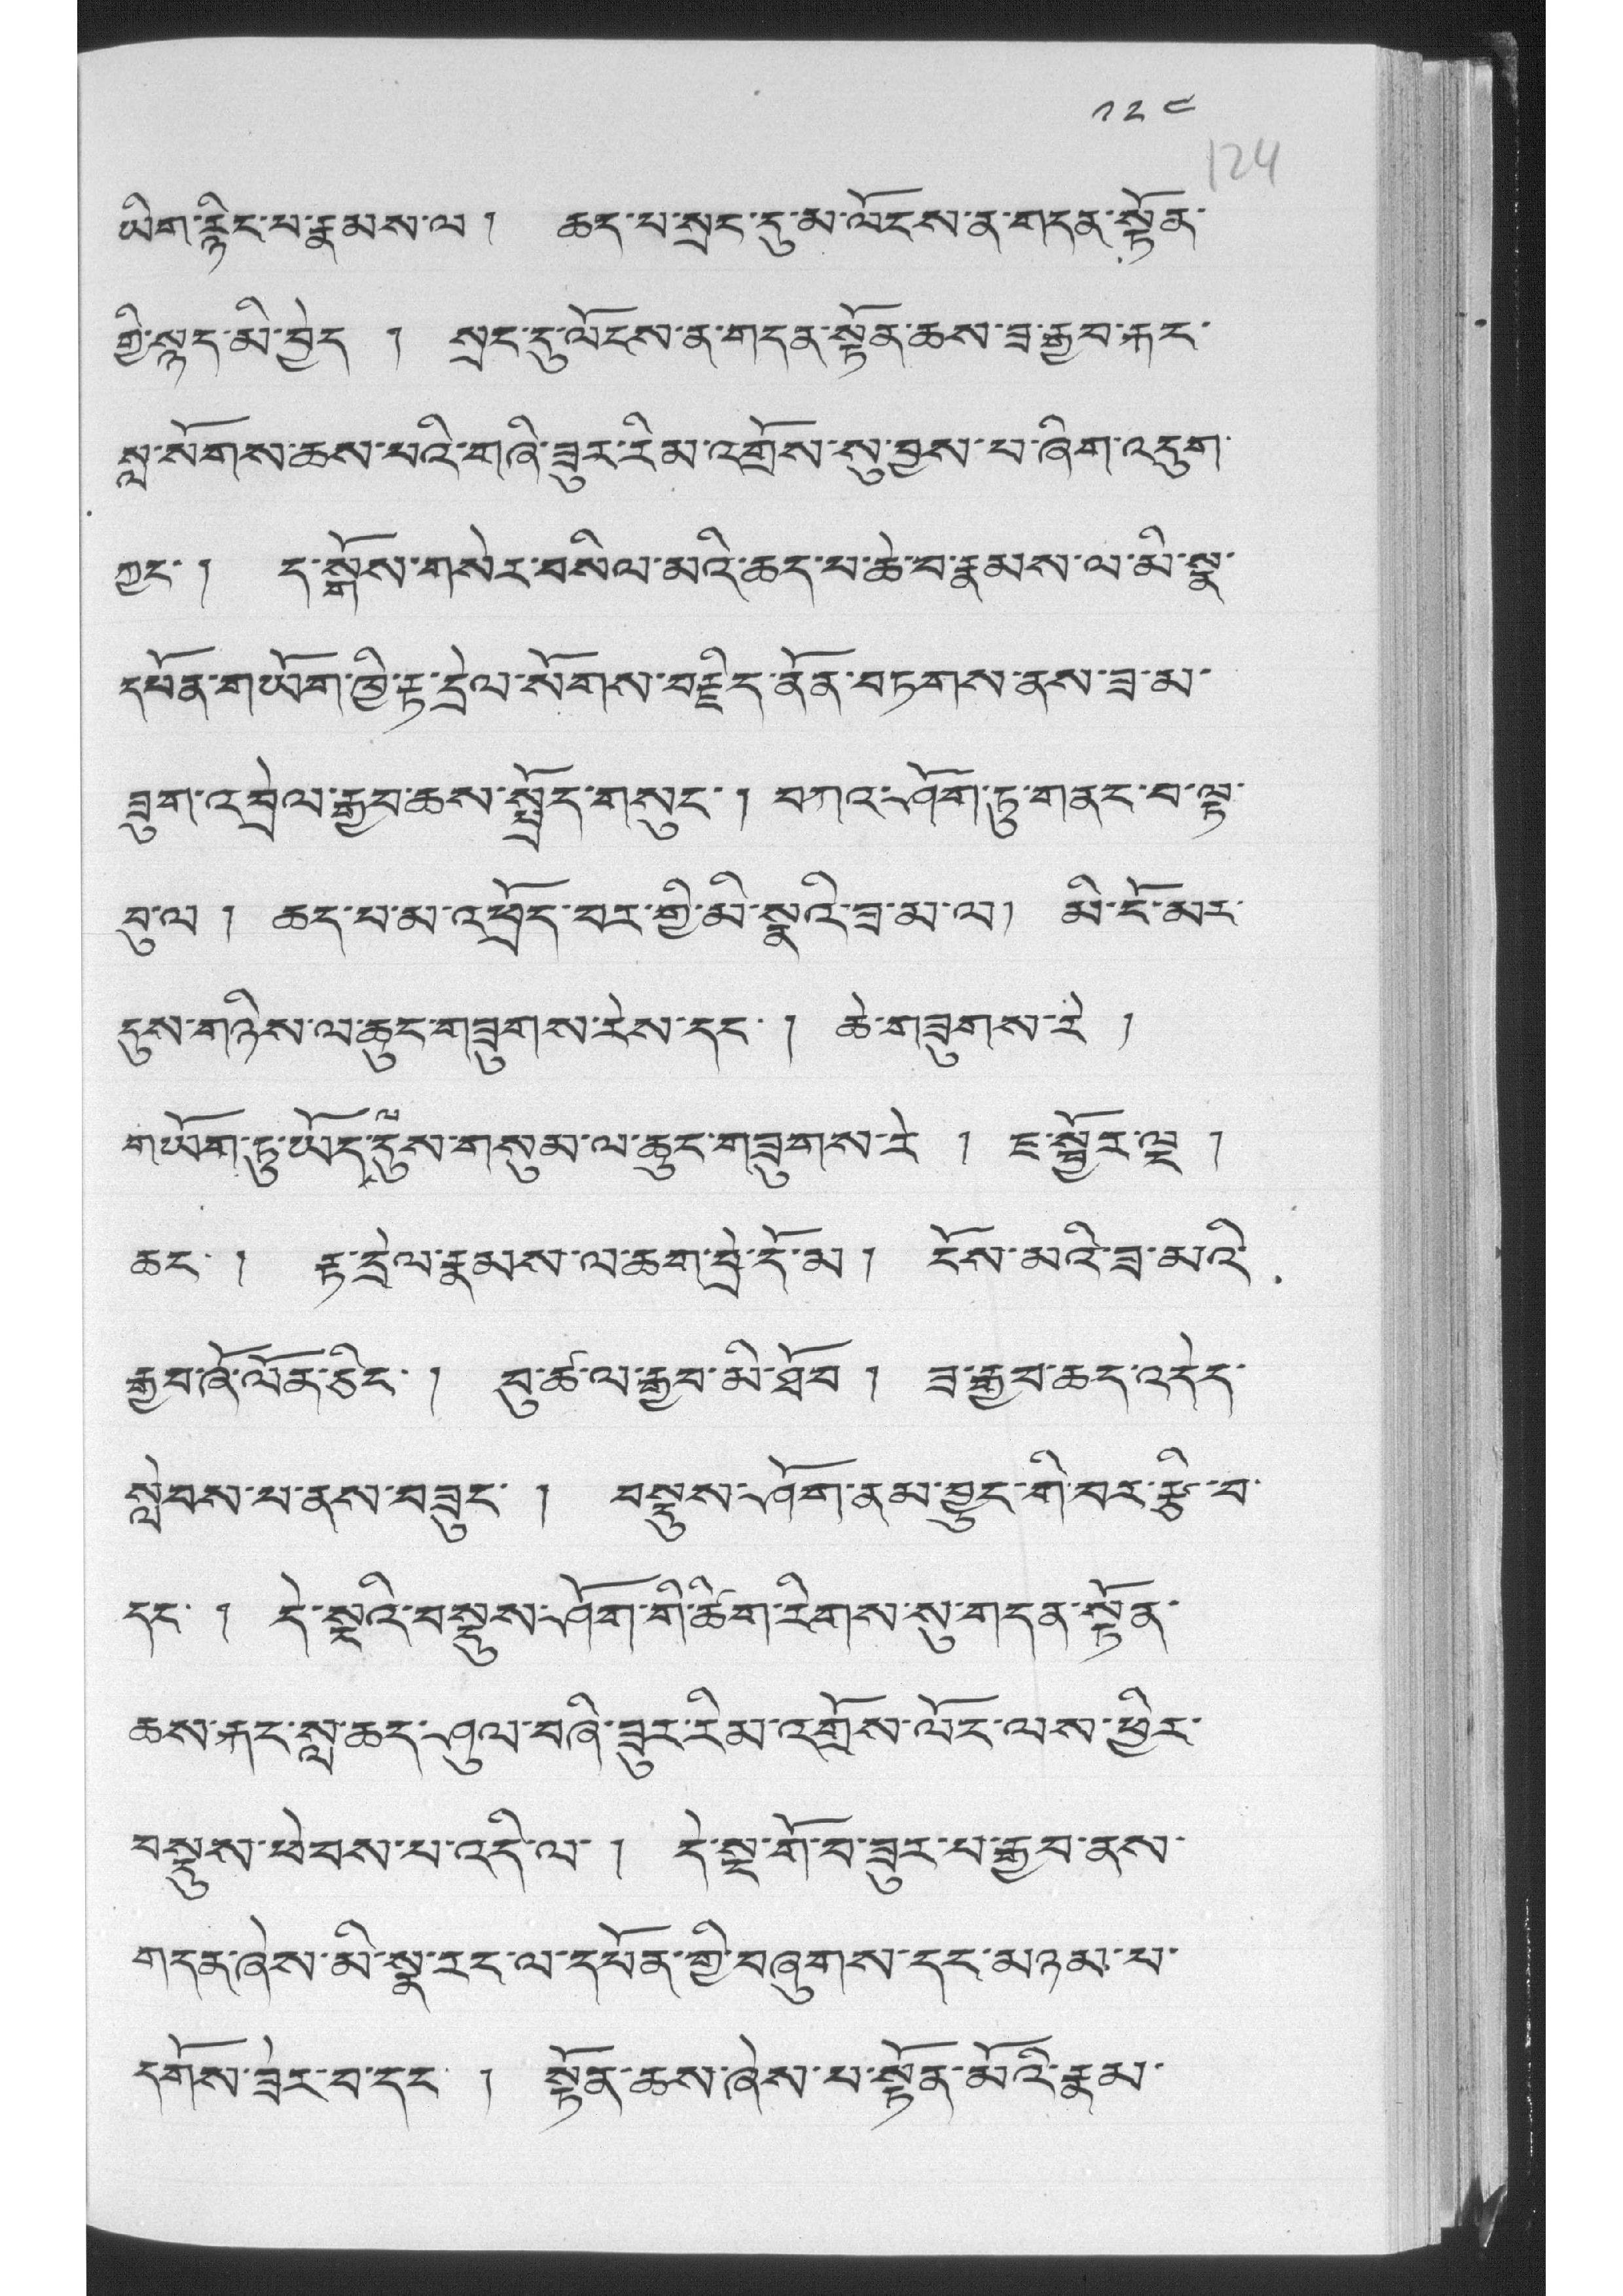 ༡༢༤
124
ཡིག་རྙིང་པ་རྣམས་ལ། ཆད་པ་སྲང་དུ་མ་ལོངས་ན་གདན་སྟོན་
གྱི་སྐད་མི་བྱེད ། སྲང་དུ་ལོངས་ན་གདན་སྟོན་ཆས་ཟ་རྒྱབ་རྐང་
སླ་སོགས་ཆས་པའི་གཞི་ཟུར་རིམ་འགྲོས་སུ་བྱས་པ་ཞིག་འདུག
ཀྱང་། ད་སྒོས་གསེར་བསིལ་མའི་ཆད་པ་ཆེ་བ་རྣམས་ལ་མི་སྣ་
དཔོན་གཡོག་ཁྱི་རྟ་དྲེལ་སོགས་བརྗིད་ནོན་བཏགས་ནས་ཟ་མ་
ཟུག་འབྲེལ་རྒྱབ་ཆས་སྤྲོད་གསུང་། བཀའ་ཤོག་ཏུ་གནང་བ་ལྟ་
བུ་ལ། ཆད་པ་མ་འཕྲོད་བར་གྱི་མི་སྣའི་ཟ་མ་ལ། མི་ངོ་མར་
དུས་གཉིས་ལ་ཆུང་གཟུགས་རེས་དང་། ཆེ་གཟུགས་རེ །
གཡོག་ཏུ་ཡོད་ལ་དུས་གསུམ་ལ་ཆུང་གཟུགས་རེ ། ཇ་སྦྱོར་ལྔ །
ཆང་། རྟ་དྲེལ་རྣམས་ལ་ཆག་བྲེ་དོ་མ། ངོས་མའི་ཟ་མའི་
རྒྱབ་ཞོ་ལོན་ཅིང་། བུ་ཚ་ལ་རྒྱབ་མི་ཐོབ། ཟ་རྒྱབ་ཆད་འདེད་
སླེབས་པ་ནས་བཟུང་། བསྡུས་ཤོག་ནམ་བྱུང་གི་བར་རྩི་བ་
དང་། དེ་སྔའི་བསྡུས་ཤོག་གི་ཚིག་རིགས་སུ་གདན་སྟོན་
ཆས་རྐང་སླ་ཆད་ཤུལ་བཞི་ཟུར་རིམ་འགྲོས་ལོང་ལས་ཕྱིར་
བསྡུས་ཕེབས་པ་འདི་ལ་། དེ་སྔ་གོ་བ་ཟུར་པ་རྒྱབ་ནས་
གདན་ཞེས་མི་སྣ་རང་ལ་དཔོན་གྱི་བཞུགས་དང་མཉམ་པ་
དགོས་ཟེར་བ་དང་། སྟོན་ཆས་ཞེས་པ་སྟོན་མོའི་རྣམ་